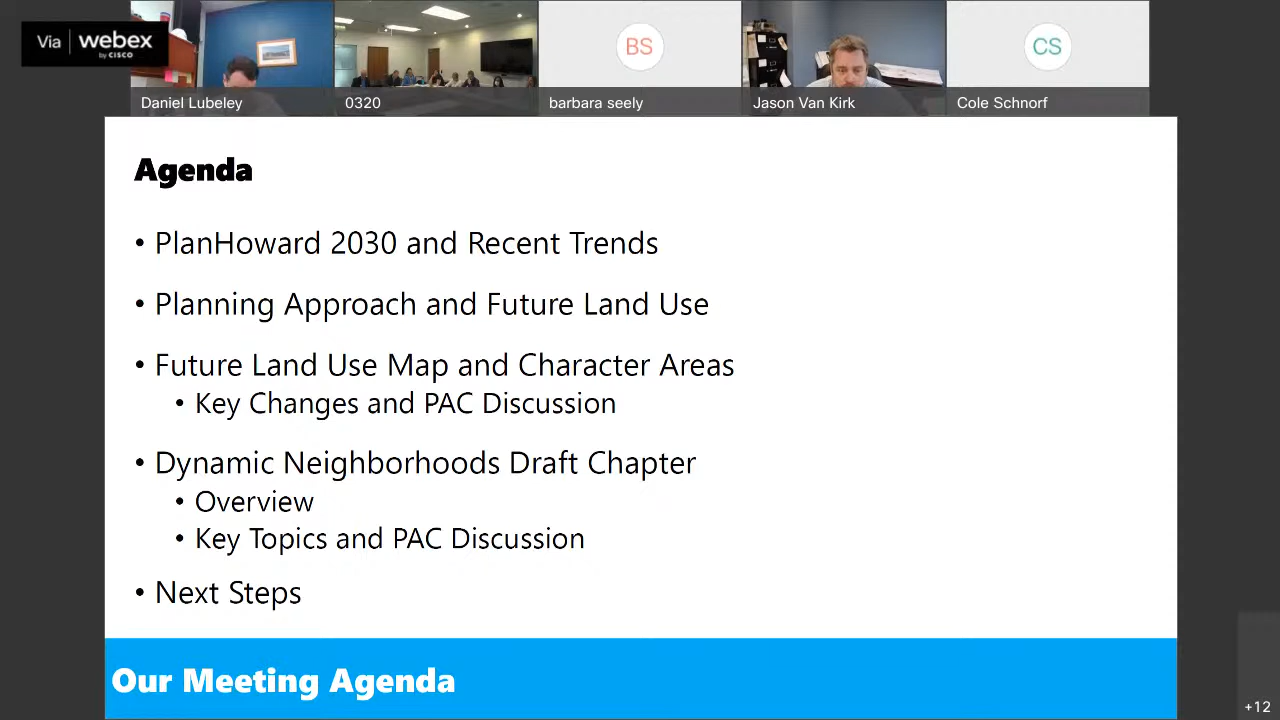 Via webex
by CISCO
BS
CS
Daniel Lubeley
0320
barbara seely
Jason Van Kirk
Cole Schnorf
Agenda
• PlanHoward 2030 and Recent Trends
• Planning Approach and Future Land Use
• Future Land Use Map and Character Areas
• Key Changes and PAC Discussion
• Dynamic Neighborhoods Draft Chapter
• Overview
• Key Topics and PAC Discussion
• Next Steps
Our Meeting Agenda
+12